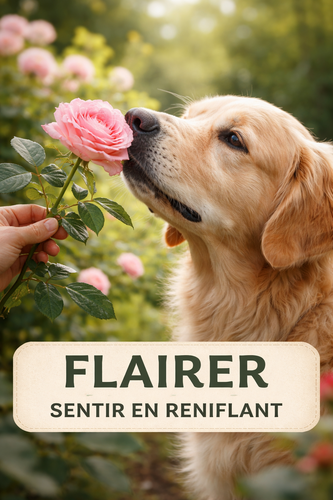 FLAIRER
SENTIR EN RENIFLANT